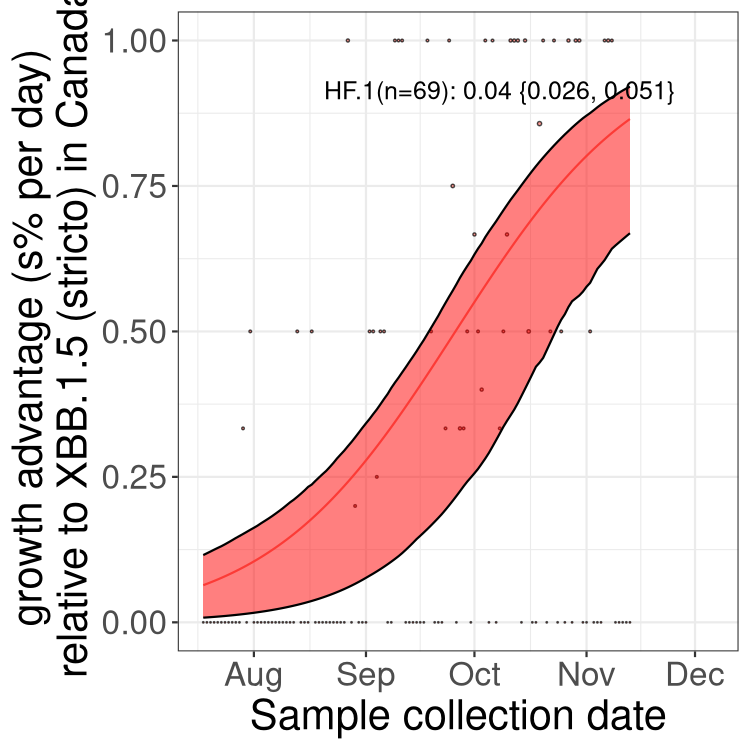 growth advantage (s% per day)
relative to XBB.1.5 (stricto) in Canada
1.00
0.75
0.50
0.25
0.00
HF.1(n=69): 0.04 {0.026, 0.051}
Aug Sep Oct Nov Dec
Sample collection date